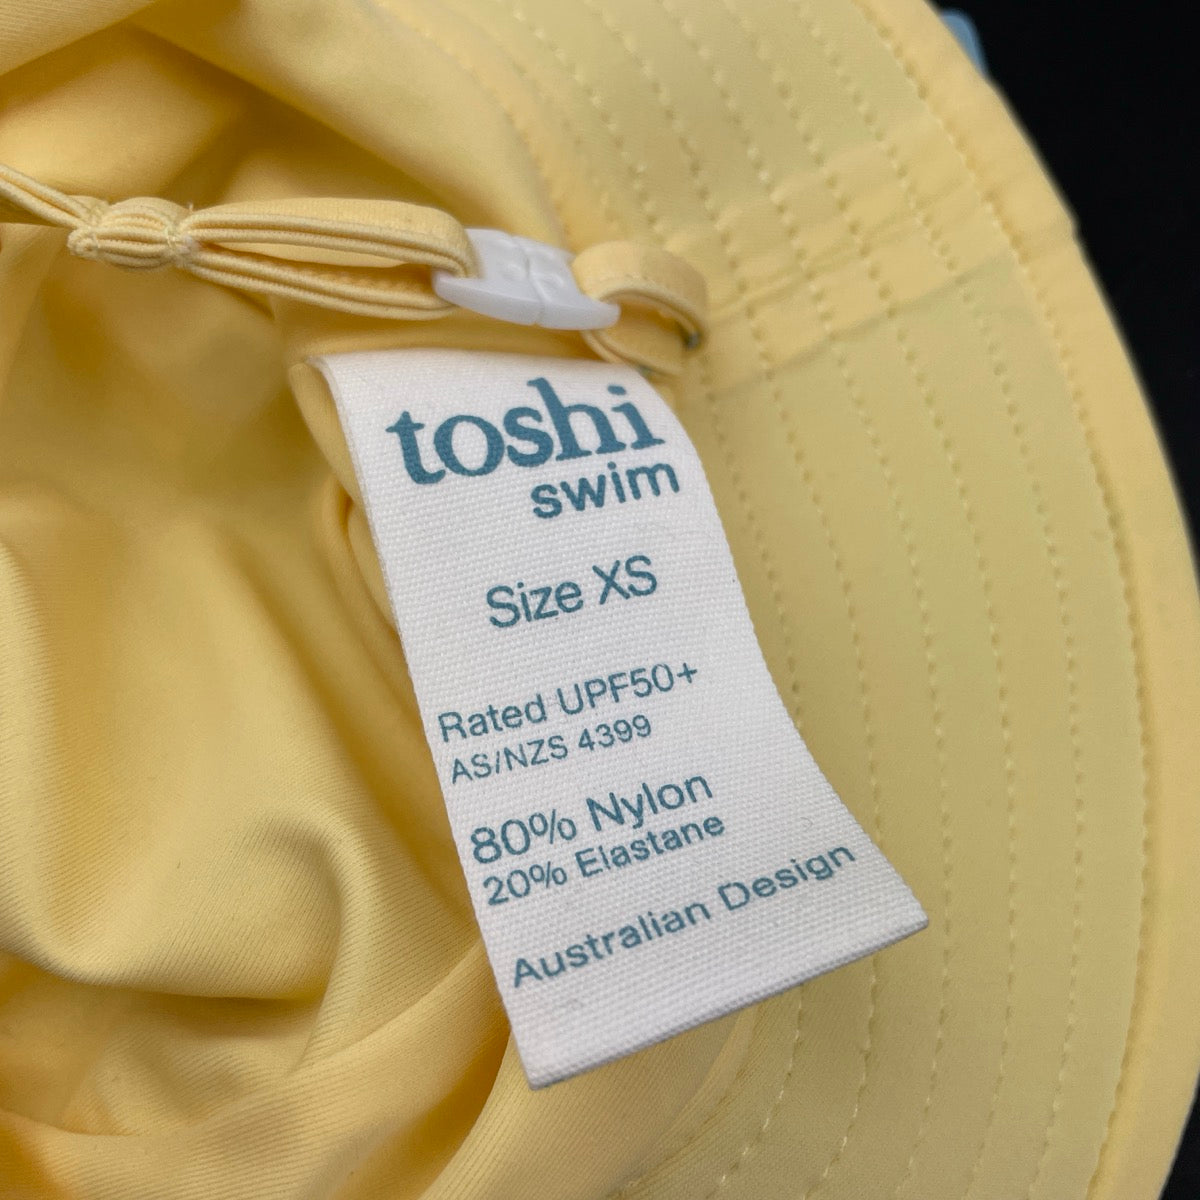 toshi
swim
Size XS
Rated UPF50+
AS/NZS 4399
80% Nylon
20% Elastane
Australian Design